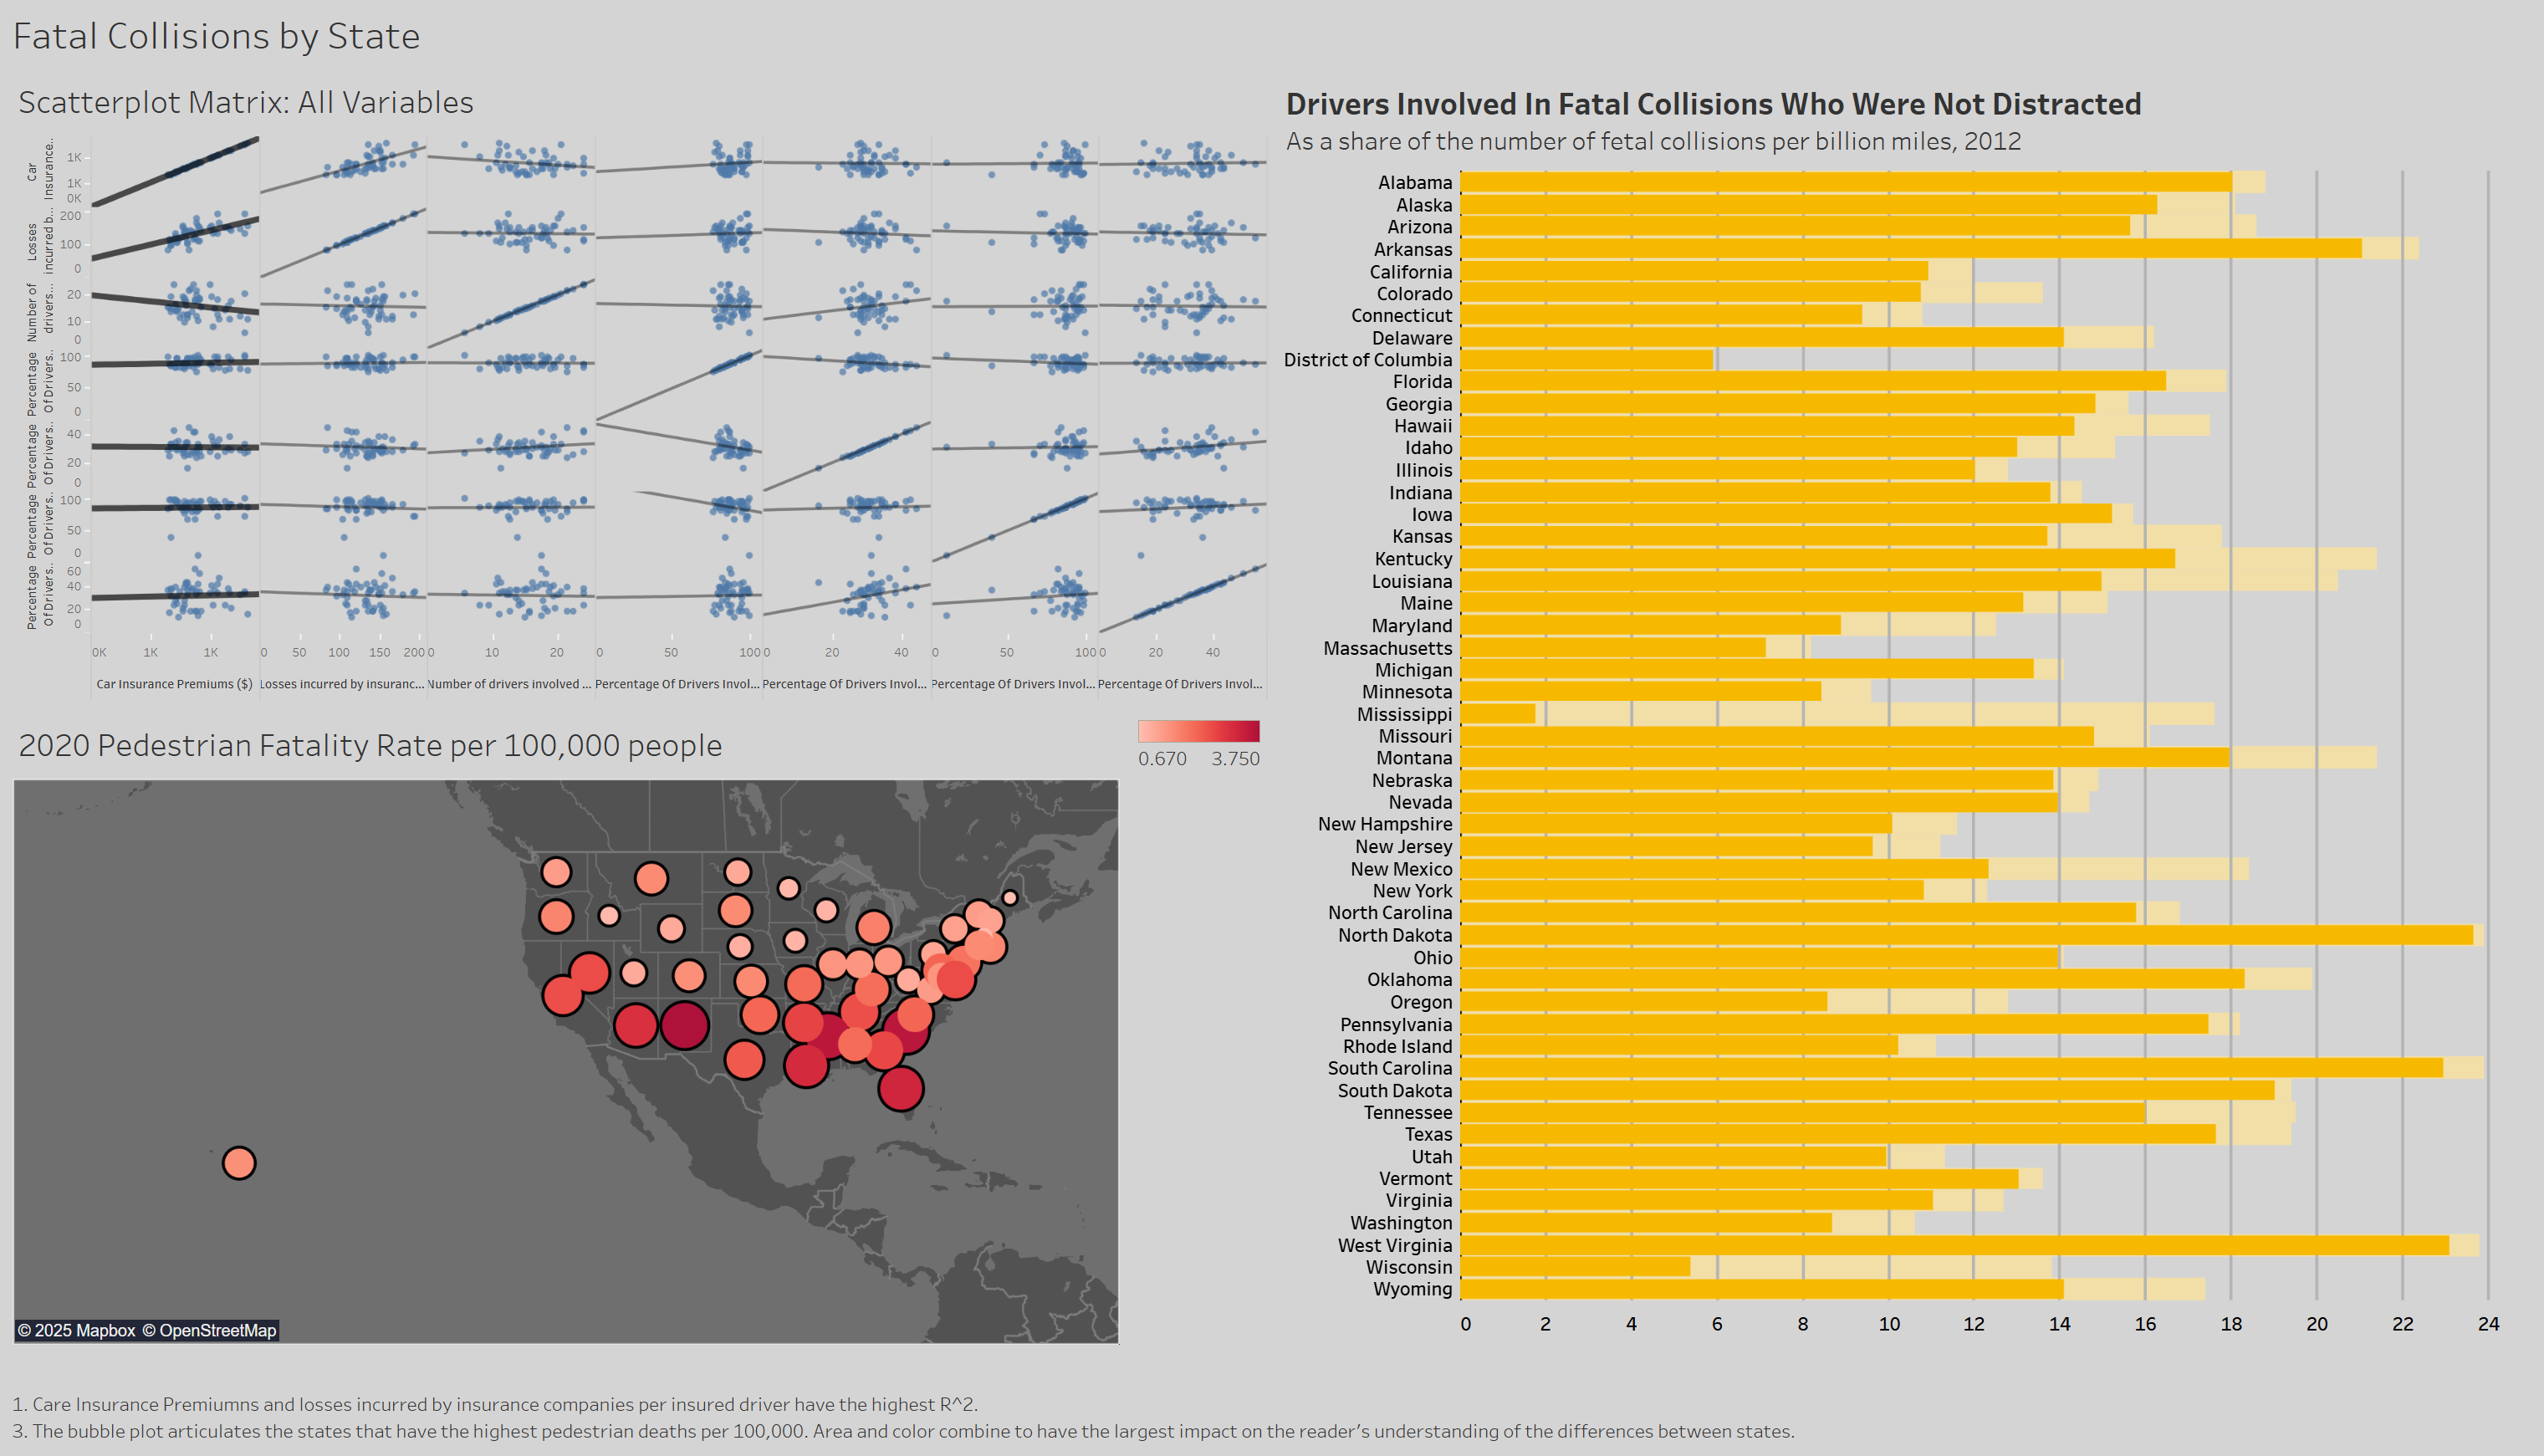 Fatal Collisions by State
Scatterplot Matrix: All Variables
Car
Insurance..
1K
1K
0K
Losses
incurred b...
200
100
0
Number of
drivers...
20
10
0
Percentage
Of Drivers..
100
50
0
Percentage
Of Drivers..
40
20
0
Percentage
Of Drivers..
100
50
0
Percentage
Of Drivers..
60
40
20
0
0K 1K 1K 0 50 100 150 200 0 10 20 0 50 100 0 20 40 0 50 100 0 20 40
Car Insurance Premiums ($) Losses incurred by insuranc... Number of drivers involved ... Percentage Of Drivers Invol... Percentage Of Drivers Invol... Percentage Of Drivers Invol... Percentage Of Drivers Invol...
2020 Pedestrian Fatality Rate per 100,000 people
0.670 3.750
© 2025 Mapbox © OpenStreetMap
Drivers Involved In Fatal Collisions Who Were Not Distracted
As a share of the number of fetal collisions per billion miles, 2012
Alabama
Alaska
Arizona
Arkansas
California
Colorado
Connecticut
Delaware
District of Columbia
Florida
Georgia
Hawaii
Idaho
Illinois
Indiana
Iowa
Kansas
Kentucky
Louisiana
Maine
Maryland
Massachusetts
Michigan
Minnesota
Mississippi
Missouri
Montana
Nebraska
Nevada
New Hampshire
New Jersey
New Mexico
New York
North Carolina
North Dakota
Ohio
Oklahoma
Oregon
Pennsylvania
Rhode Island
South Carolina
South Dakota
Tennessee
Texas
Utah
Vermont
Virginia
Washington
West Virginia
Wisconsin
Wyoming
0 2 4 6 8 10 12 14 16 18 20 22 24
1. Care Insurance Premiumns and losses incurred by insurance companies per insured driver have the highest R^2.
3. The bubble plot articulates the states that have the highest pedestrian deaths per 100,000. Area and color combine to have the largest impact on the reader's understanding of the differences between states.